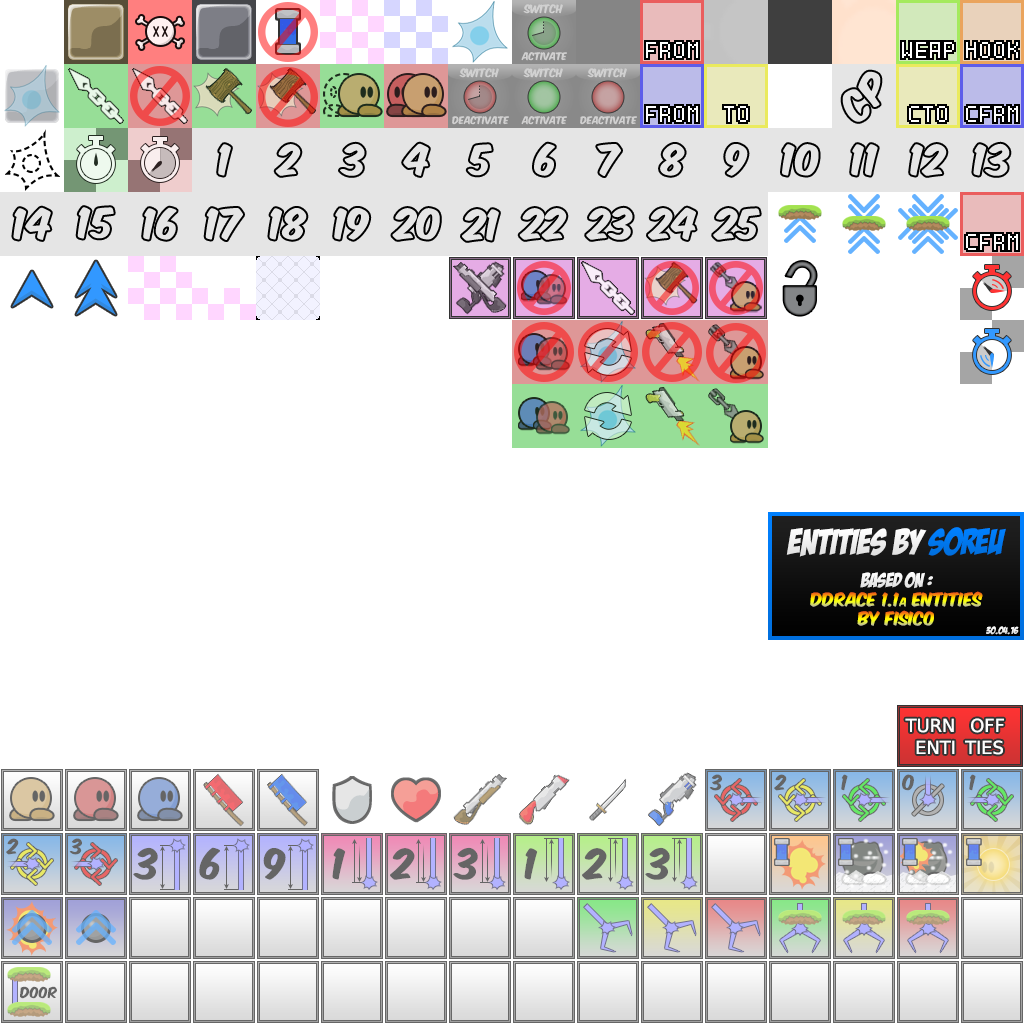 SWITCH
ACTIVATE
FROM
WEAP
HOOK
SWITCH
DEACTIVATE
SWITCH
ACTIVATE
SWITCH
DEACTIVATE
FROM
TO
CP
CTO
CFRM
1 2 3 4 5 6 7 8 9 10 11 12 13
14 15 16 17 18 19 20 21 22 23 24 25
CFRM
ENTITIES BY SOREU
BASED ON :
DDRACE 1.1A ENTITIES
BY FISICO
30.04.16
TURN OFF
ENTI TIES
3 2 1 0 1
2 3 3 6 9 1 2 3 1 2 3
DOOR